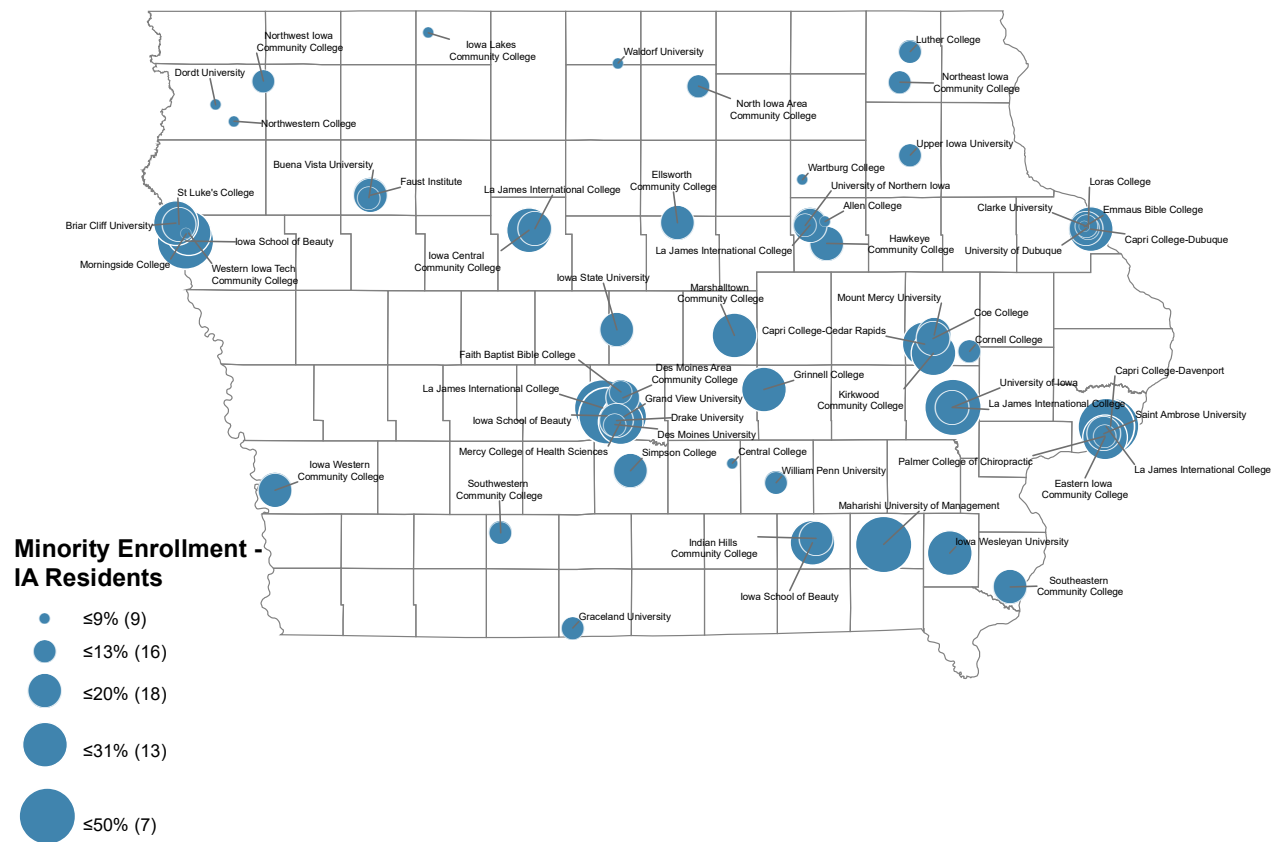 Northwest Iowa
Community College
Iowa Lakes
Community College
Waldorf University
Luther College
Dordt University
Northeast Iowa
Community College
North Iowa Area
Community College
Northwestern College
Upper Iowa University
Buena Vista University
Faust Institute
Ellsworth
Community College
Wartburg College
University of Northern Iowa
Loras College
St Luke's College
La James International College
Allen College
Clarke University
Emmaus Bible College
Briar Cliff University
Iowa School of Beauty
Capri College-Dubuque
La James International College
Hawkeye
Community College
University of Dubuque
Morningside College
Western Iowa Tech
Community College
Iowa Central
Community College
Iowa State University
Marshalltown
Community College
Mount Mercy University
Coe College
Capri College-Cedar Rapids
Cornell College
Faith Baptist Bible College
Des Moines Area
Community College
Grinnell College
Capri College-Davenport
La James International College
Grand View University
Kirkwood
Community College
University of Iowa
La James International College
Saint Ambrose University
Iowa School of Beauty
Drake University
Des Moines University
Mercy College of Health Sciences
Simpson College
Central College
Palmer College of Chiropractic
La James International College
Iowa Western
Community College
William Penn University
Eastern Iowa
Community College
Southwestern
Community College
Maharishi University of Management
Indian Hills
Community College
Iowa Wesleyan University
Iowa School of Beauty
Southeastern
Community College
Graceland University
Minority Enrollment -
IA Residents
≤9% (9)
≤13% (16)
≤20% (18)
≤31% (13)
≤50% (7)